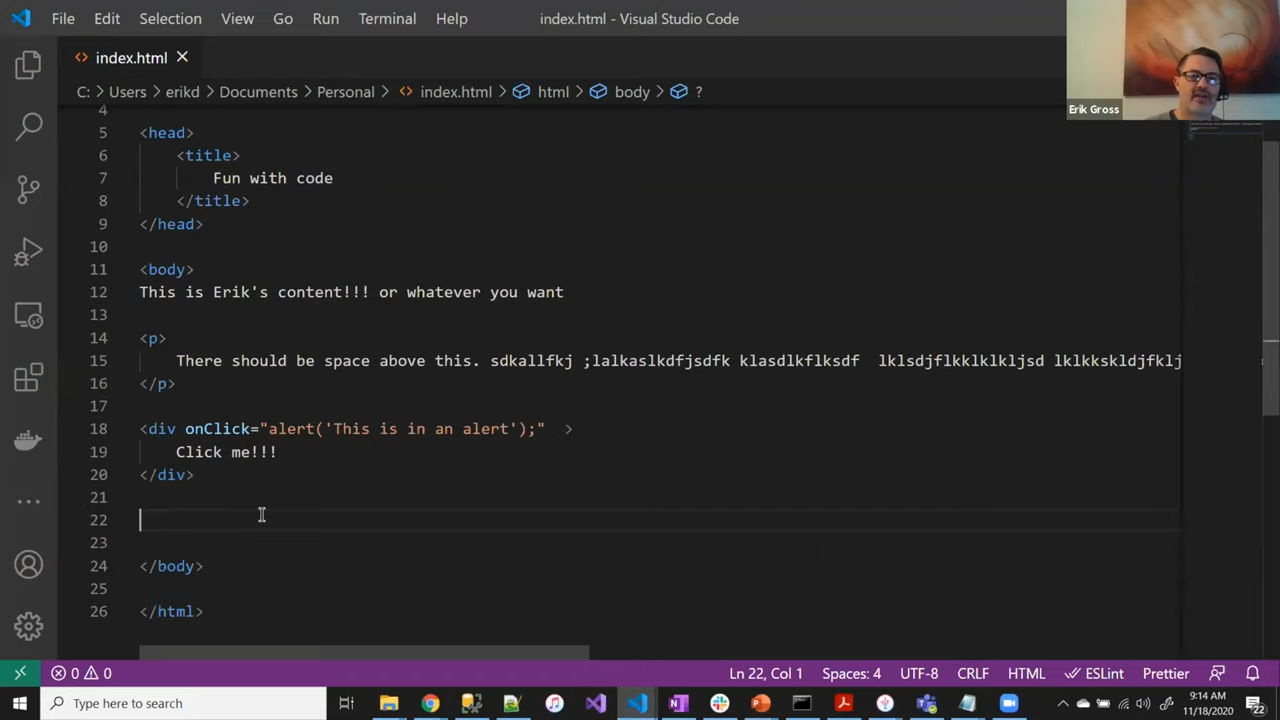 File Edit Selection View Go Run Terminal Help index.html - Visual Studio Code
index.html
C: > Users > erikd > Documents > Personal > index.html > html > body > ?
Erik Gross
4
5 <head>
6 <title>
7 Fun with code
8 </title>
9 </head>
10
11 <body>
12 This is Erik's content!!! or whatever you want
13
14 <p>
15 There should be space above this. sdkallfkj ;lalkaslkdfjsdfk klasdlkflksdf lklsdjflkklklkljsd lklkkskldjfklj
16 </p>
17
18 <div onClick="alert('This is in an alert');" >
19 Click me!!!
20 </div>
21
22
23
24 </body>
25
26 </html>
0 0 Ln 22, Col 1 Spaces: 4 UTF-8 CRLF HTML ESLint Prettier
Type here to search
9:14 AM
11/18/2020
22